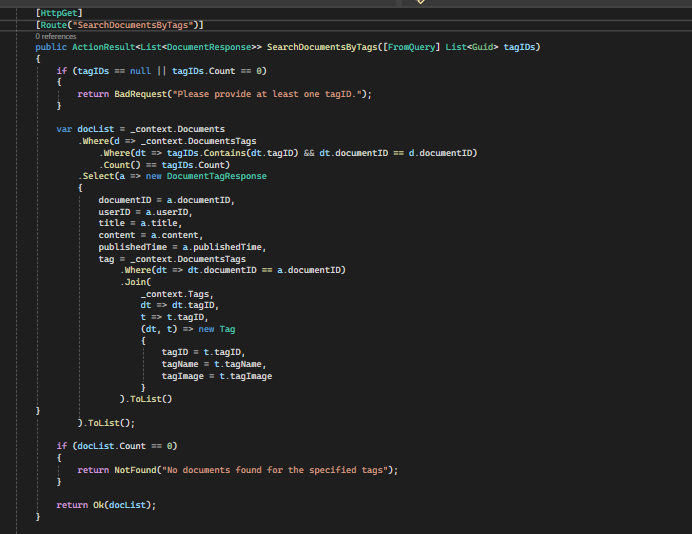 [HttpGet]
[Route("SearchDocumentsByTags")]
0 references
public ActionResult<List<DocumentResponse>> SearchDocumentsByTags([FromQuery] List<Guid> tagIDs)
{
if (tagIDs == null || tagIDs.Count == 0)
{
return BadRequest("Please provide at least one tagID.");
}
var docList = _context.Documents
.Where(d => _context.DocumentsTags
.Where(dt => tagIDs.Contains(dt.tagID) && dt.documentID == d.documentID)
.Count() == tagIDs.Count)
.Select(a => new DocumentTagResponse
{
documentID = a.documentID,
userID = a.userID,
title = a.title,
content = a.content,
publishedTime = a.publishedTime,
tag = _context.DocumentsTags
.Where(dt => dt.documentID == a.documentID)
.Join(
_context.Tags,
dt => dt.tagID,
t => t.tagID,
(dt, t) => new Tag
{
tagID = t.tagID,
tagName = t.tagName,
tagImage = t.tagImage
}
).ToList()
}
).ToList();
if (docList.Count == 0)
{
return NotFound("No documents found for the specified tags");
}
return Ok(docList);
}